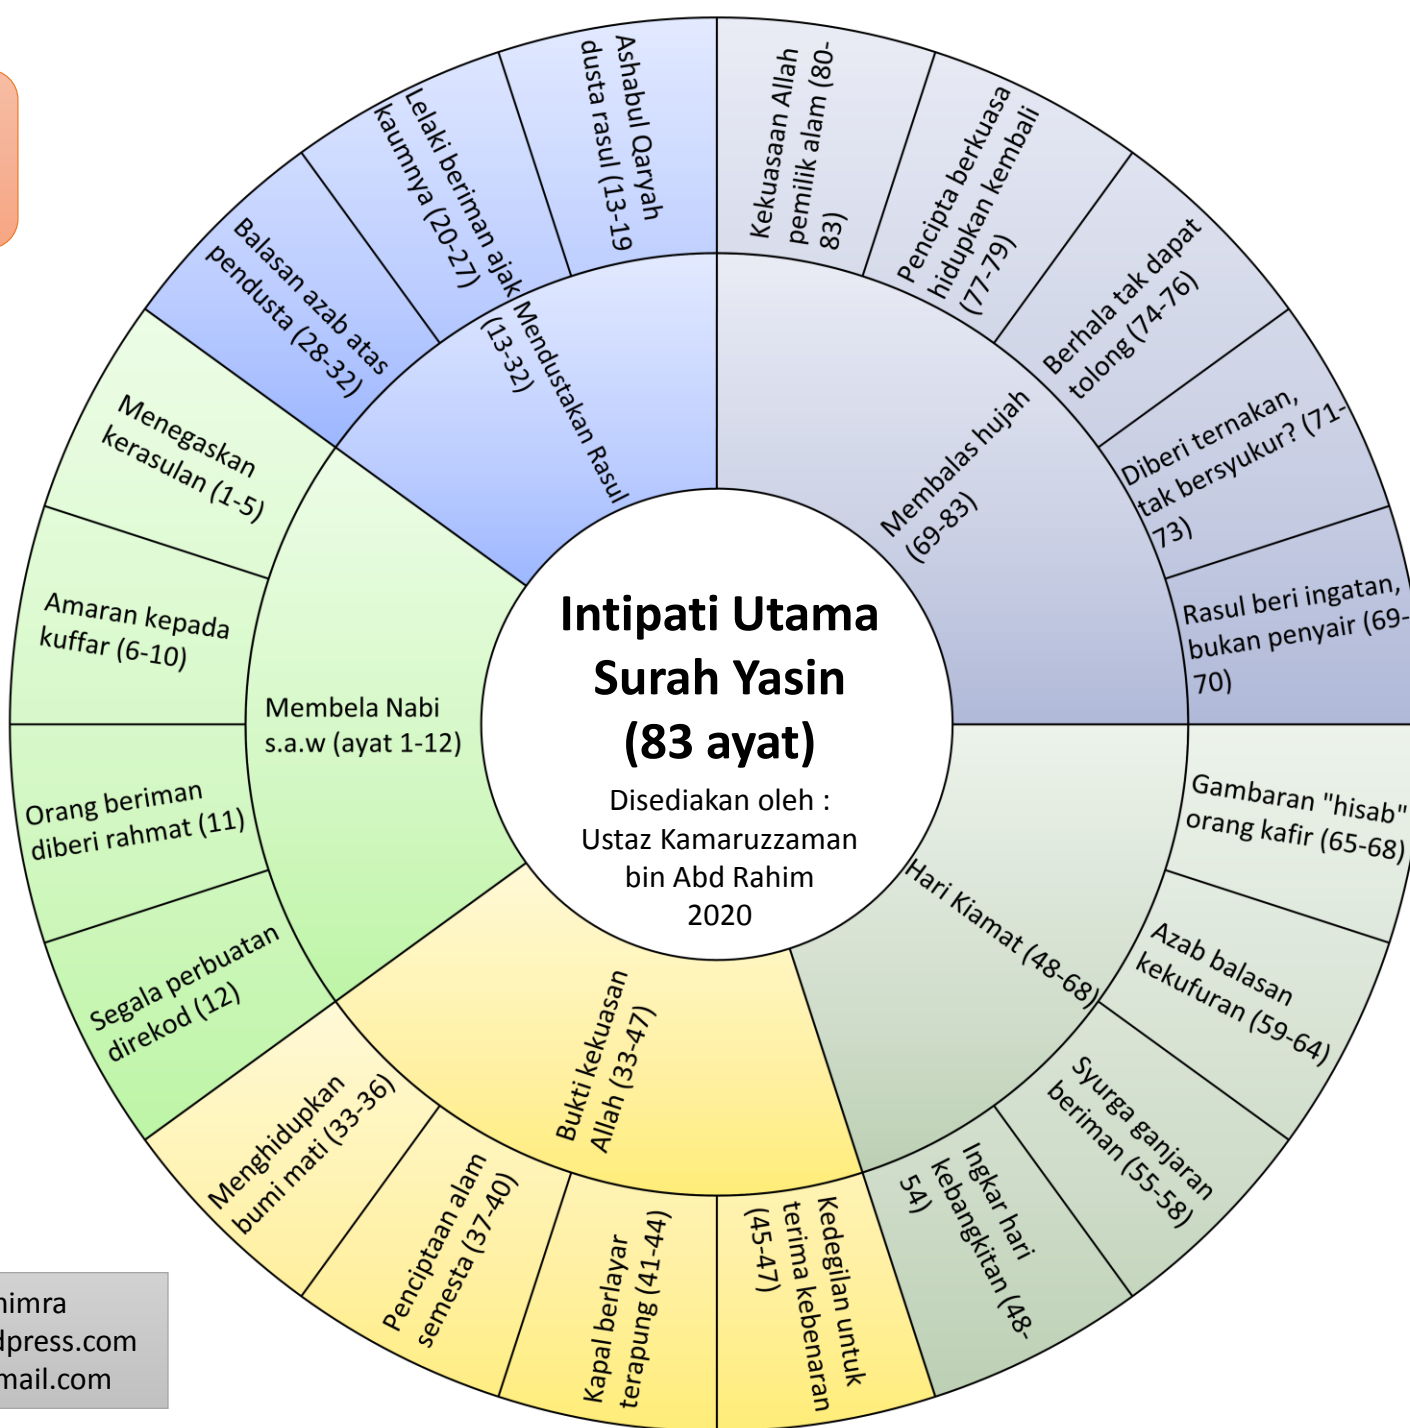 Intipati Utama
Surah Yasin
(83 ayat)
Disediakan oleh :
Ustaz Kamaruzzaman
bin Abd Rahim
2020
Membela Nabi
s.a.w (ayat 1-12)
Menegaskan
kerasulan (1-5)
Amaran kepada
kuffar (6-10)
Orang beriman
diberi rahmat (11)
Segala perbuatan
direkod (12)
Mendustakan Rasul
(13-32)
Ashabul Qaryah
dusta rasul (13-19
Lelaki beriman ajak
kaumnya (20-27)
Balasan azab atas
pendusta (28-32)
Bukti kekuasan
Allah (33-47)
Menghidupkan
bumi mati (33-36)
Penciptaan alam
semesta (37-40)
Kapal berlayar
terapung (41-44)
Kedegilan untuk
terima kebenaran
(45-47)
Hari Kiamat (48-68)
Ingkar hari
kebangkitan (48-
54)
Syurga ganjaran
beriman (55-58)
Azab balasan
kekufuran (59-64)
Gambaran "hisab"
orang kafir (65-68)
Membalas hujah
(69-83)
Rasul beri ingatan,
bukan penyair (69-
70)
Diberi ternakan,
tak bersyukur? (71-
73)
Berhala tak dapat
tolong (74-76)
Pencipta berkuasa
hidupkan kembali
(77-79)
Kekuasaan Allah
pemilik alam (80-
83)
himra
dpress.com
mail.com